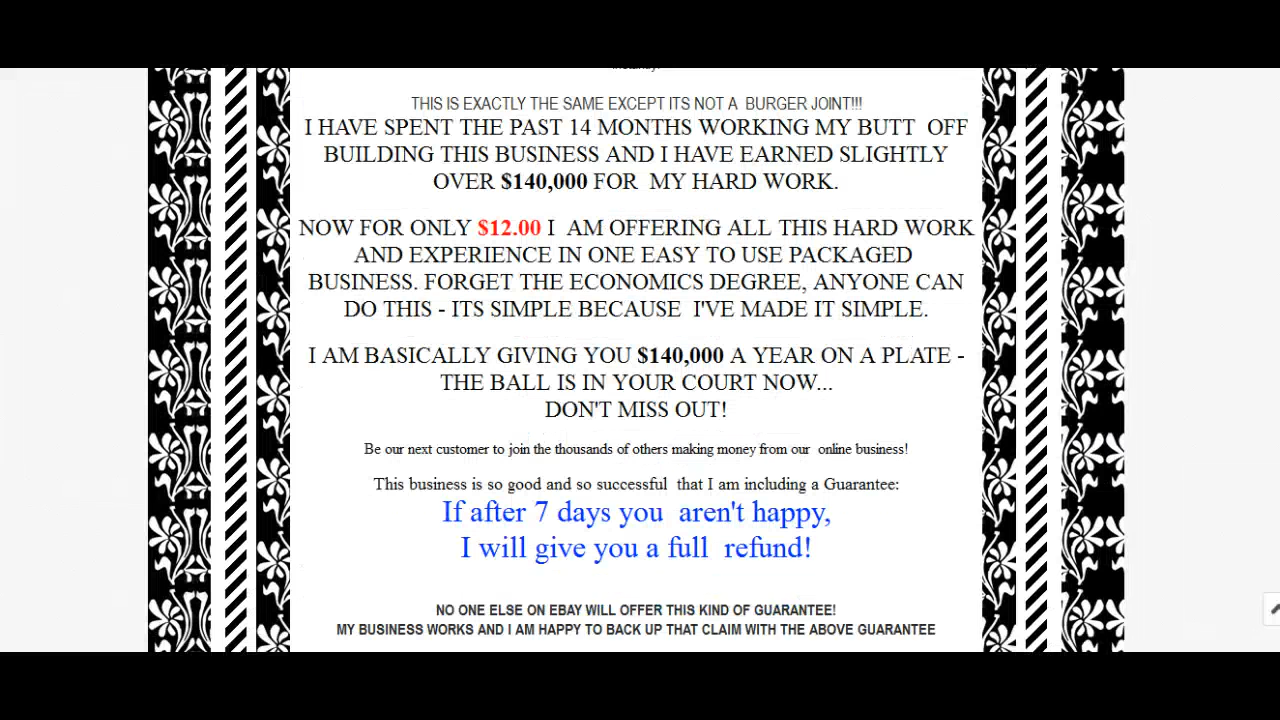 THIS IS EXACTLY THE SAME EXCEPT ITS NOT A BURGER JOINT!!!
I HAVE SPENT THE PAST 14 MONTHS WORKING MY BUTT OFF
BUILDING THIS BUSINESS AND I HAVE EARNED SLIGHTLY
OVER $140,000 FOR MY HARD WORK.
NOW FOR ONLY $12.00 I AM OFFERING ALL THIS HARD WORK
AND EXPERIENCE IN ONE EASY TO USE PACKAGED
BUSINESS. FORGET THE ECONOMICS DEGREE, ANYONE CAN
DO THIS - ITS SIMPLE BECAUSE I'VE MADE IT SIMPLE.
I AM BASICALLY GIVING YOU $140,000 A YEAR ON A PLATE -
THE BALL IS IN YOUR COURT NOW...
DON'T MISS OUT!
Be our next customer to join the thousands of others making money from our online business!
This business is so good and so successful that I am including a Guarantee:
If after 7 days you aren't happy,
I will give you a full refund!
NO ONE ELSE ON EBAY WILL OFFER THIS KIND OF GUARANTEE!
MY BUSINESS WORKS AND I AM HAPPY TO BACK UP THAT CLAIM WITH THE ABOVE GUARANTEE